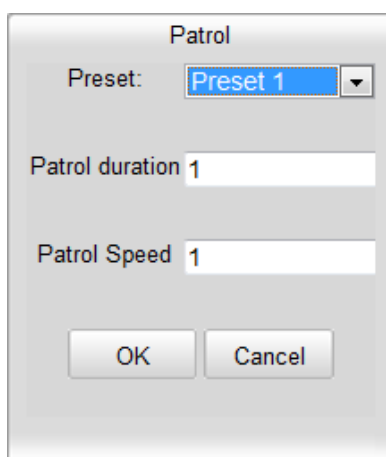 Patrol
Preset: Preset 1
Patrol duration 1
Patrol Speed 1
OK Cancel